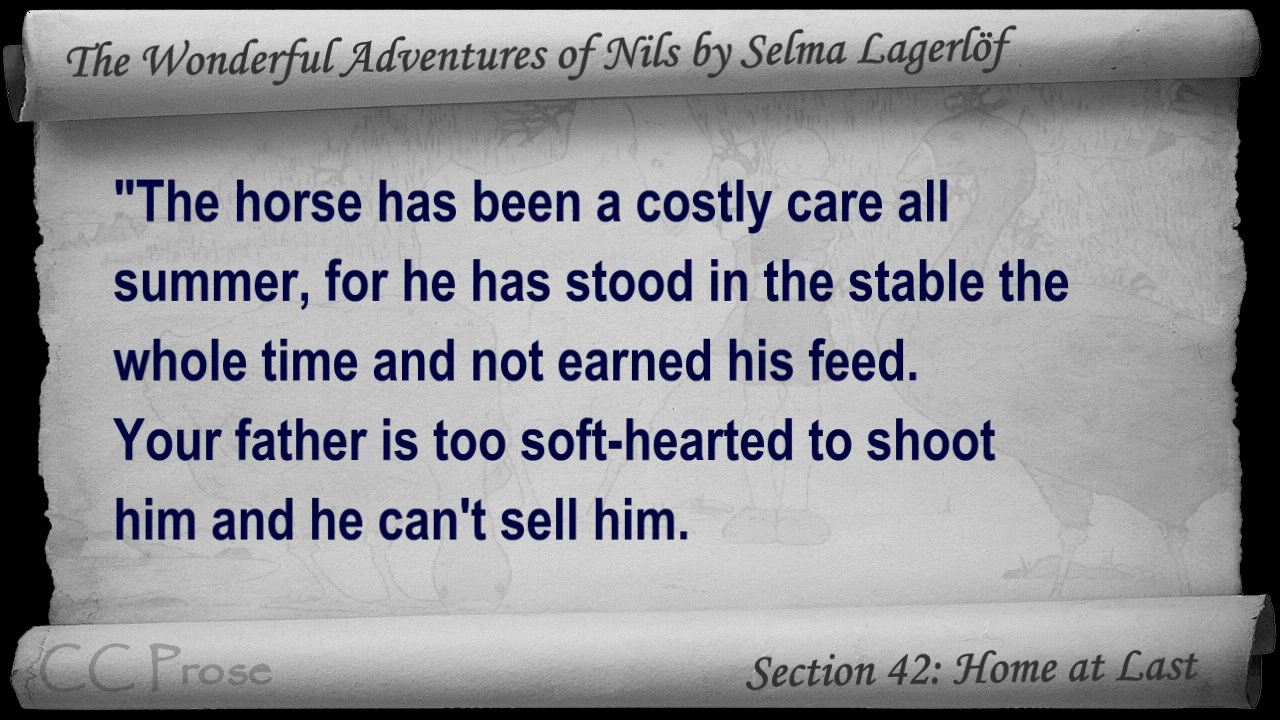 The Wonderful Adventures of Nils by Selma Lagerlöf
"The horse has been a costly care all
summer, for he has stood in the stable the
whole time and not earned his feed.
Your father is too soft-hearted to shoot
him and he can't sell him.
CC Prose
Section 42: Home at Last